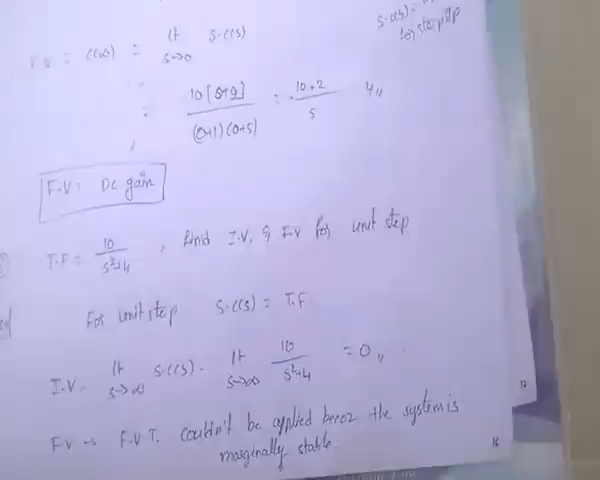 S.C(s) =
for step i/p
F.V = C(∞) = lt s→0 S.C(s)
= 10[0+2] / (0+1)(0+5) = 10×2 / 5 4,,
F.V = DC gain
T.F = 10 / s²+4 , find I.V, & F.V for unit step
For unit step S.C(s) = T.F
I.V = lt s→∞ S.C(s) = lt s→∞ 10 / s²+4 = 0,,
F.V → F.V.T. Couldn't be applied becoz the system is
marginally stable.